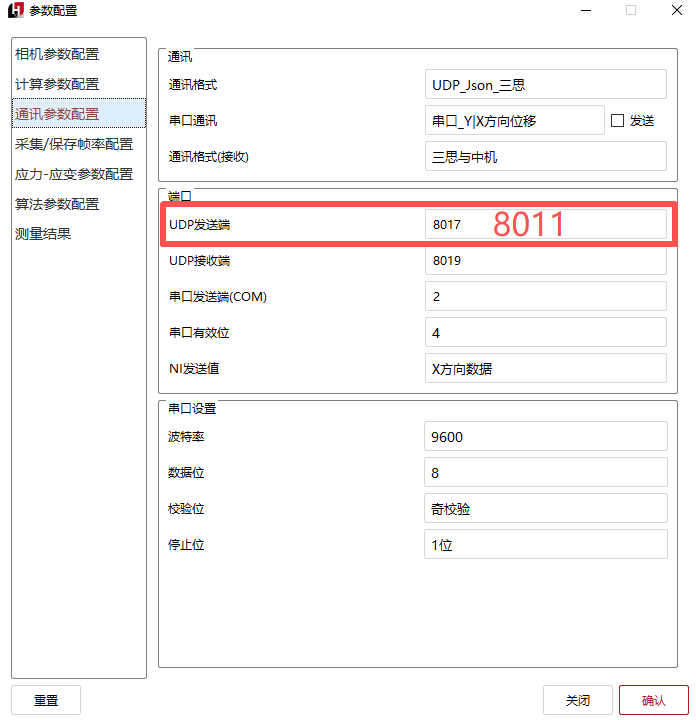 参数配置
相机参数配置
计算参数配置
通讯参数配置
采集/保存帧率配置
应力-应变参数配置
算法参数配置
测量结果
通讯
通讯格式 UDP_Json_三思
串口通讯 串口_Y|X方向位移 发送
通讯格式(接收) 三思与中机
端口
UDP发送端 8017 8011
UDP接收端 8019
串口发送端(COM) 2
串口有效位 4
NI发送值 X方向数据
串口设置
波特率 9600
数据位 8
校验位 奇校验
停止位 1位
重置 关闭 确认